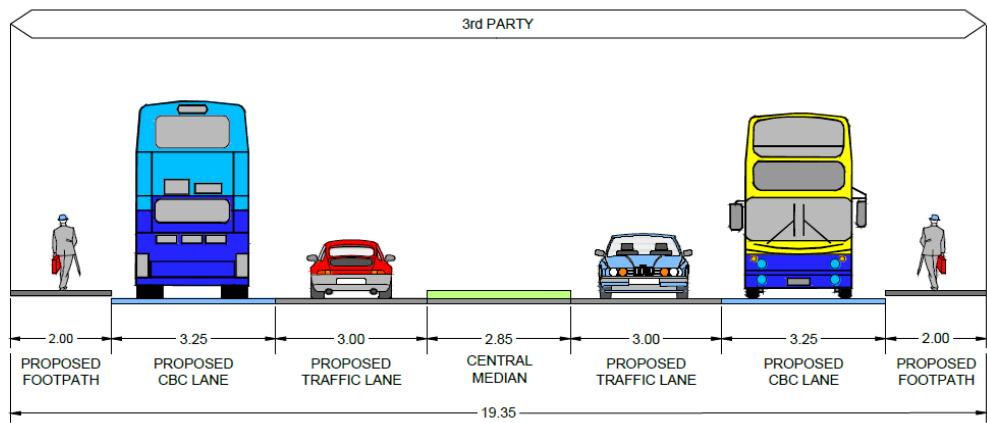 3rd PARTY
2.00 3.25 3.00 2.85 3.00 3.25 2.00
PROPOSED FOOTPATH
PROPOSED CBC LANE
PROPOSED TRAFFIC LANE
CENTRAL MEDIAN
PROPOSED TRAFFIC LANE
PROPOSED CBC LANE
PROPOSED FOOTPATH
19.35